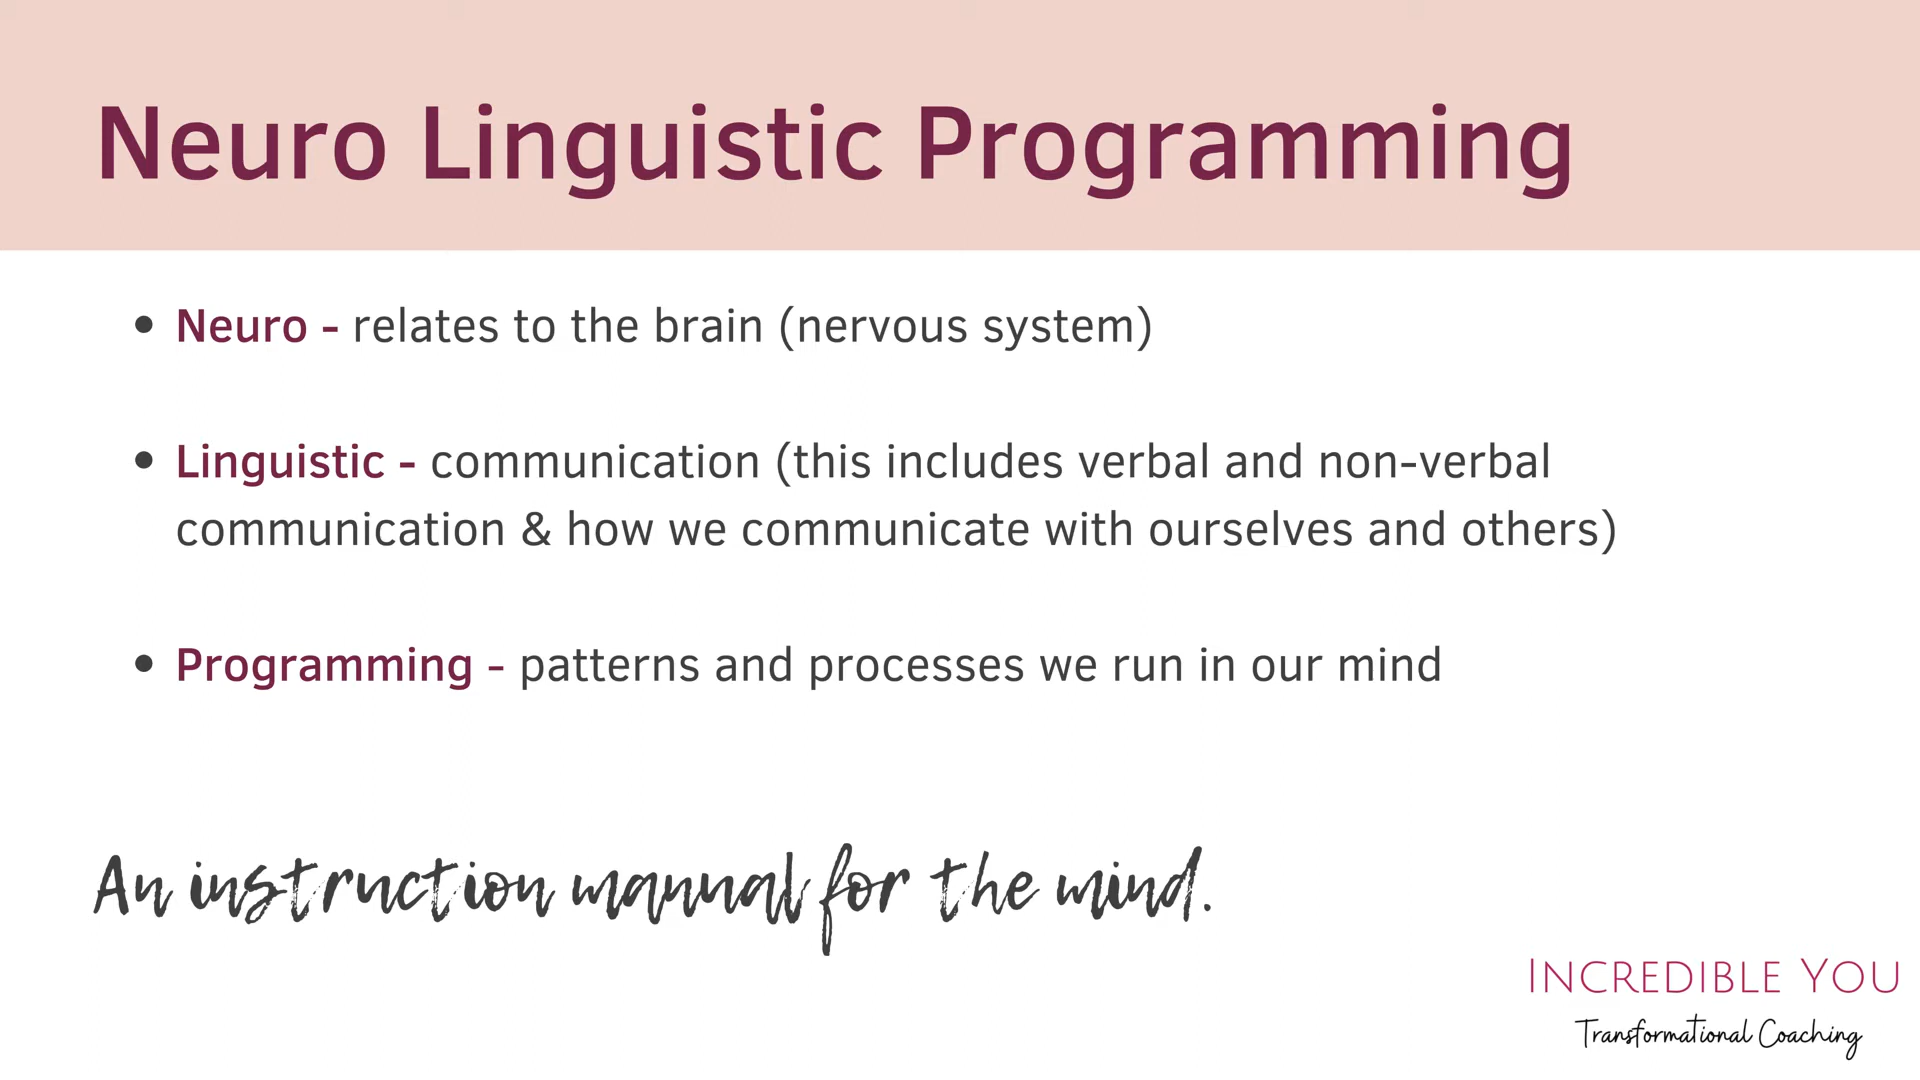 Neuro Linguistic Programming
• Neuro - relates to the brain (nervous system)
• Linguistic - communication (this includes verbal and non-verbal
communication & how we communicate with ourselves and others)
• Programming - patterns and processes we run in our mind
An instruction manual for the mind.
INCREDIBLE YOU
Transformational Coaching